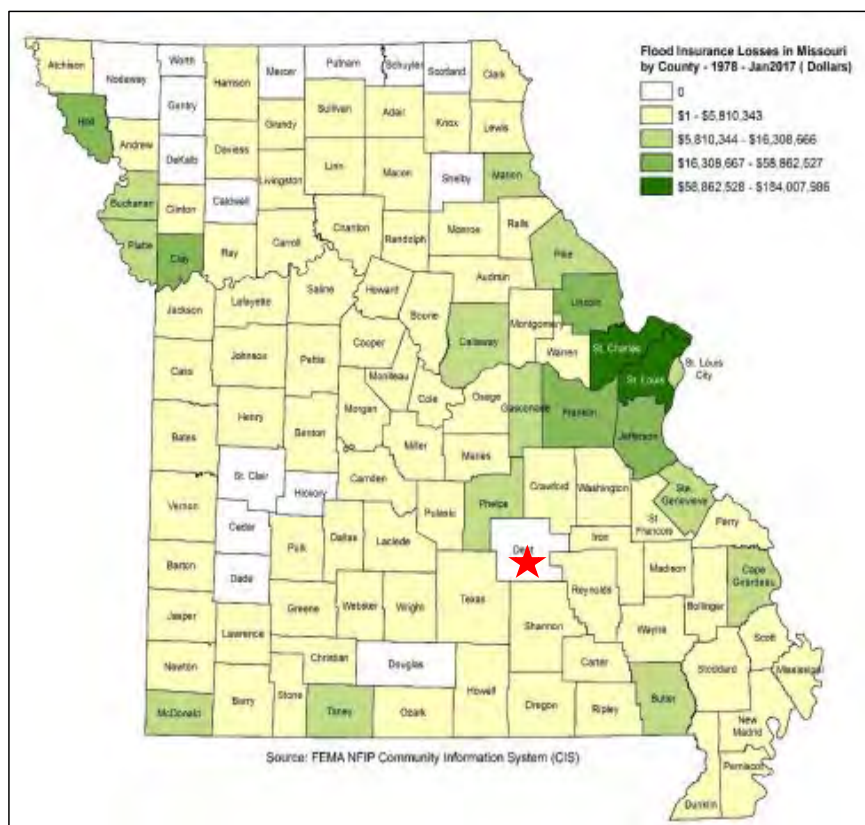 Flood Insurance Losses in Missouri
by County - 1978 - Jan2017 ( Dollars)
0
$1 - $5,810,343
$5,810,344 - $16,308,666
$16,308,667 - $58,862,527
$58,862,528 - $184,007,986
Atchison
Nodaway
Worth
Gentry
Harrison
Mercer
Putnam
Schuyler
Scotland
Clark
Holt
Andrew
DeKalb
Daviess
Grundy
Sullivan
Adair
Knox
Lewis
Buchanan
Clinton
Caldwell
Livingston
Linn
Macon
Shelby
Marion
Platte
Clay
Ray
Carroll
Chariton
Randolph
Monroe
Ralls
Pike
Jackson
Lafayette
Saline
Howard
Boone
Audrain
Callaway
Montgomery
Lincoln
Warren
St. Charles
St. Louis
St. Louis
City
Cass
Johnson
Pettis
Cooper
Moniteau
Cole
Osage
Gasconade
Franklin
Jefferson
Bates
Henry
Benton
Morgan
Miller
Maries
St. Clair
Hickory
Camden
Pulaski
Phelps
Crawford
Washington
Ste.
Genevieve
St
Francois
Perry
Vernon
Cedar
Polk
Dallas
Laclede
Iron
Madison
Cape
Girardeau
Barton
Dade
Greene
Webster
Wright
Texas
Reynolds
Bollinger
Jasper
Lawrence
Christian
Douglas
Shannon
Wayne
Scott
Newton
Stone
Howell
Carter
Stoddard
Mississippi
McDonald
Barry
Taney
Ozark
Oregon
Ripley
Butler
New
Madrid
Pemiscot
Dunklin
Source: FEMA NFIP Community Information System (CIS)